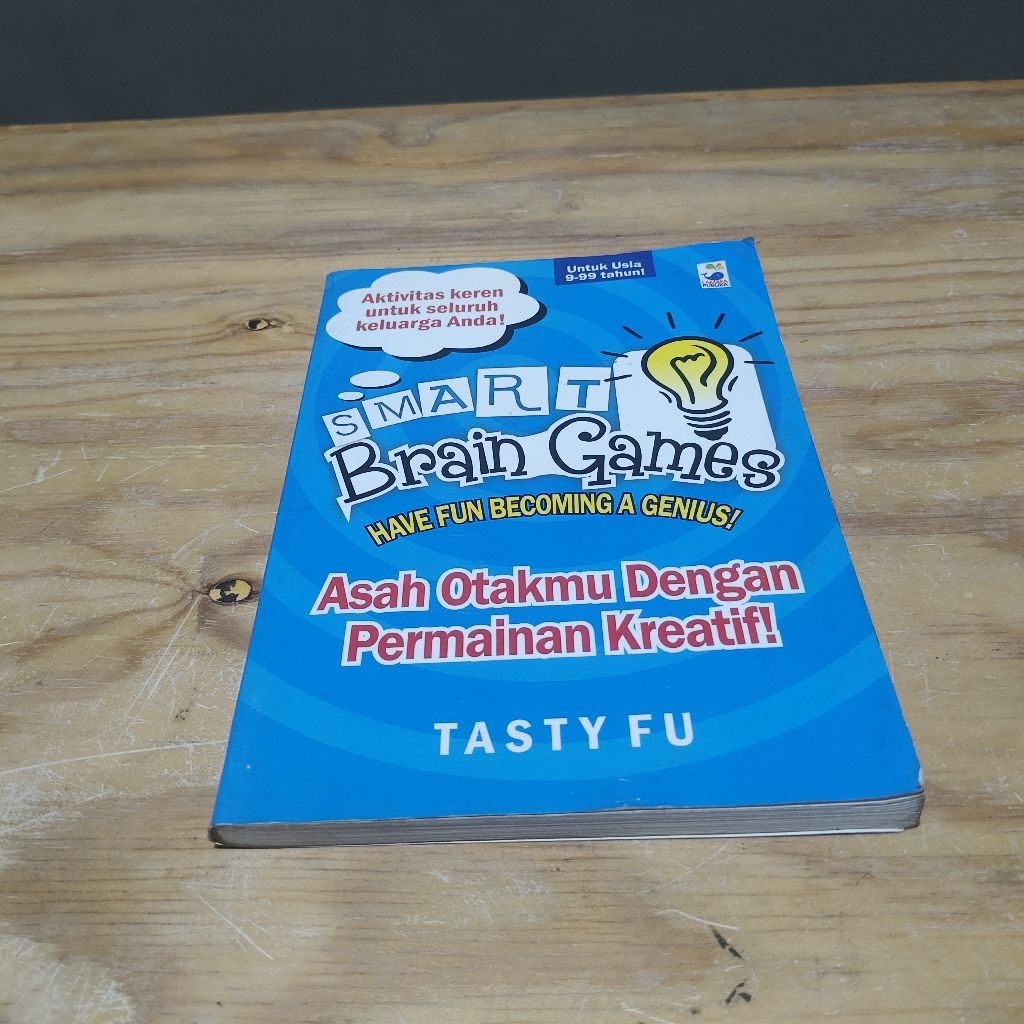 Aktivitas keren
untuk seluruh
keluarga Anda!
Untuk Usia
9-99 tahun!
SMART
Brain Games
HAVE FUN BECOMING A GENIUS!
Asah Otakmu Dengan
Permainan Kreatif!
TASTY FU